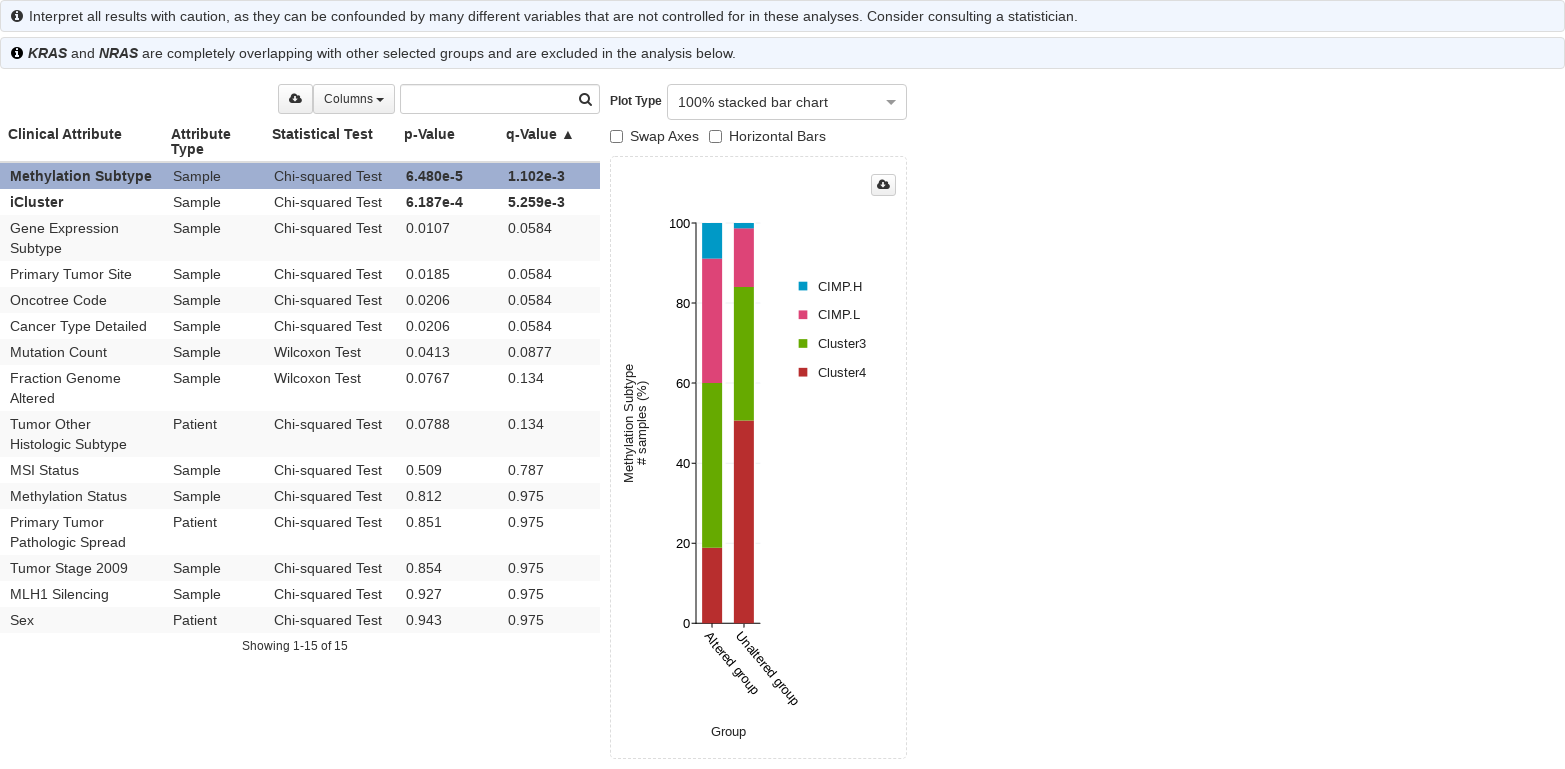 Interpret all results with caution, as they can be confounded by many different variables that are not controlled for in these analyses. Consider consulting a statistician.
KRAS and NRAS are completely overlapping with other selected groups and are excluded in the analysis below.
Columns
Clinical Attribute Attribute Type Statistical Test p-Value q-Value ▲
Methylation Subtype Sample Chi-squared Test 6.480e-5 1.102e-3
iCluster Sample Chi-squared Test 6.187e-4 5.259e-3
Gene Expression Subtype Sample Chi-squared Test 0.0107 0.0584
Primary Tumor Site Sample Chi-squared Test 0.0185 0.0584
Oncotree Code Sample Chi-squared Test 0.0206 0.0584
Cancer Type Detailed Sample Chi-squared Test 0.0206 0.0584
Mutation Count Sample Wilcoxon Test 0.0413 0.0877
Fraction Genome Altered Sample Wilcoxon Test 0.0767 0.134
Tumor Other Histologic Subtype Patient Chi-squared Test 0.0788 0.134
MSI Status Sample Chi-squared Test 0.509 0.787
Methylation Status Sample Chi-squared Test 0.812 0.975
Primary Tumor Pathologic Spread Patient Chi-squared Test 0.851 0.975
Tumor Stage 2009 Sample Chi-squared Test 0.854 0.975
MLH1 Silencing Sample Chi-squared Test 0.927 0.975
Sex Patient Chi-squared Test 0.943 0.975
Showing 1-15 of 15
Plot Type 100% stacked bar chart
Swap Axes Horizontal Bars
Methylation Subtype
# samples (%)
100
80
60
40
20
0
Altered group
Unaltered group
Group
CIMP.H
CIMP.L
Cluster3
Cluster4